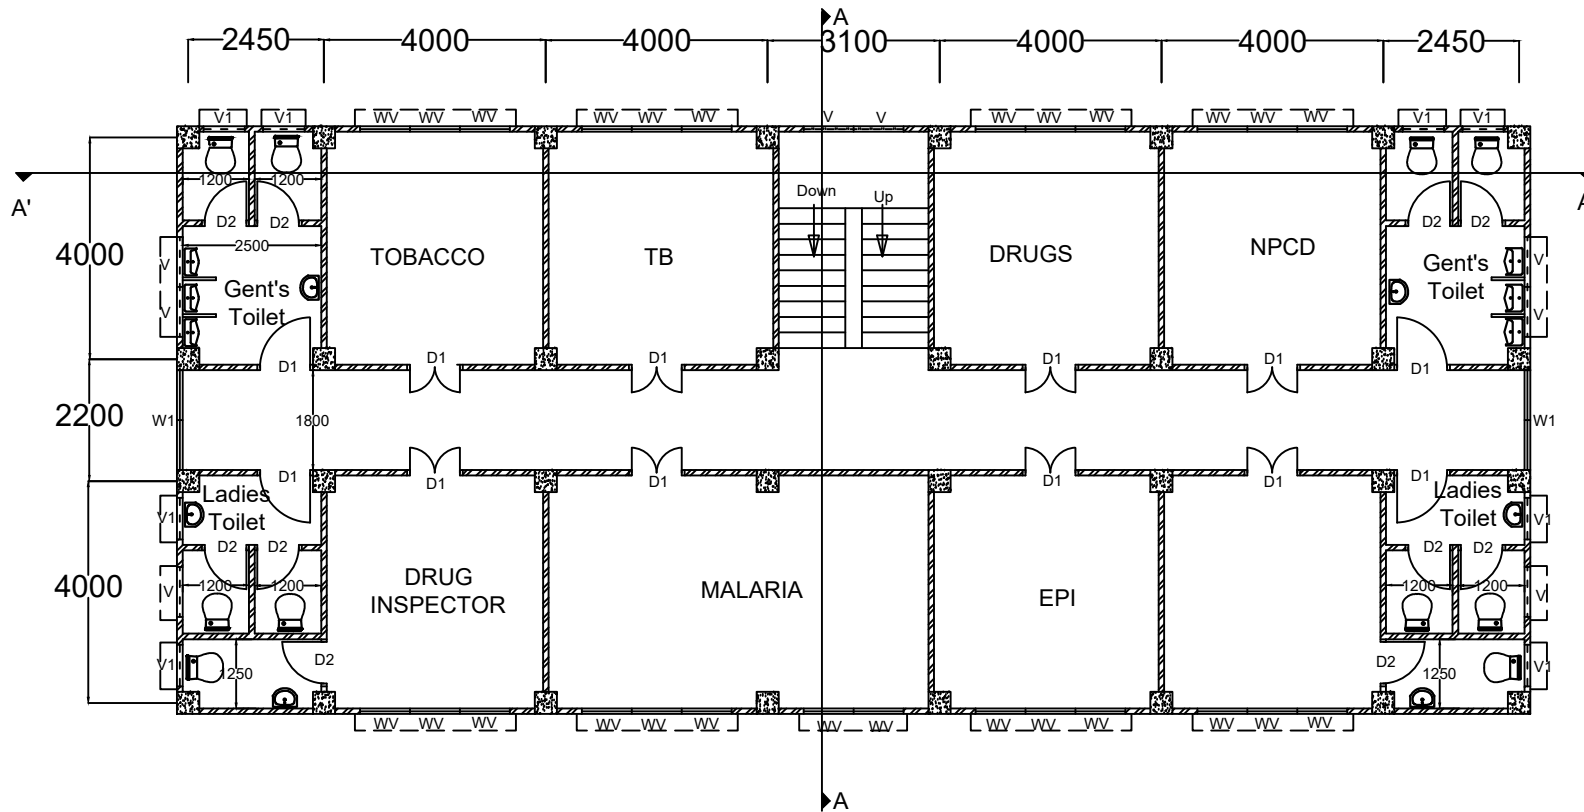 A
2450 4000 4000 3100 4000 4000 2450
V1 V1 WV WV WV WV WV WV V V WV WV WV WV WV WV V1 V1
A' 1200 1200 Down Up A
D2 D2 D2 D2
4000 2500 TOBACCO TB DRUGS NPCD
V V Gent's Toilet Gent's Toilet V V
D1 D1 D1 D1 D1 D1
2200 W1 1800 W1
D1 D1 D1 D1 D1 D1
V1 Ladies Toilet Ladies Toilet V1
D2 D2 D2 D2
4000 V 1200 1200 DRUG INSPECTOR MALARIA EPI 1200 1200 V
V1 1250 D2 D2 1250 V1
WV WV WV WV WV WV WV WV WV WV WV WV WV WV
A